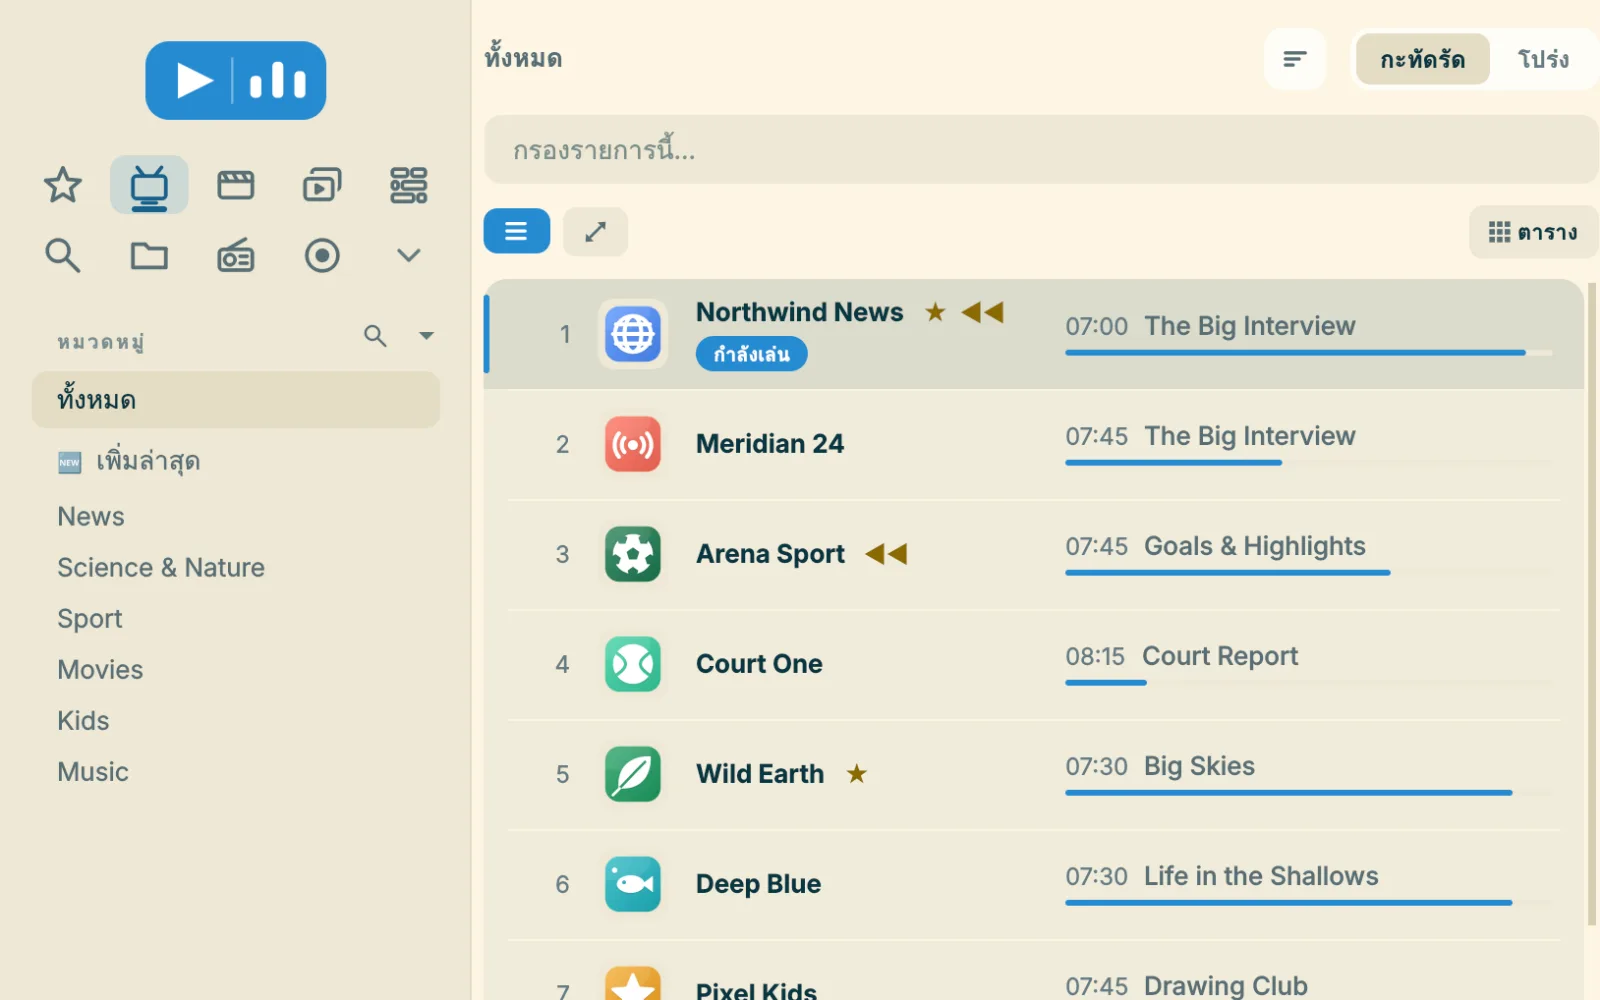 ทั้งหมด
กะทัดรัด
โปร่ง
กรองรายการนี้...
ตาราง
หมวดหมู่
ทั้งหมด
NEW เพิ่มล่าสุด
News
Science & Nature
Sport
Movies
Kids
Music
1 Northwind News 07:00 The Big Interview
กำลังเล่น
2 Meridian 24 07:45 The Big Interview
3 Arena Sport 07:45 Goals & Highlights
4 Court One 08:15 Court Report
5 Wild Earth 07:30 Big Skies
6 Deep Blue 07:30 Life in the Shallows
7 Pixel Kids 07:45 Drawing Club